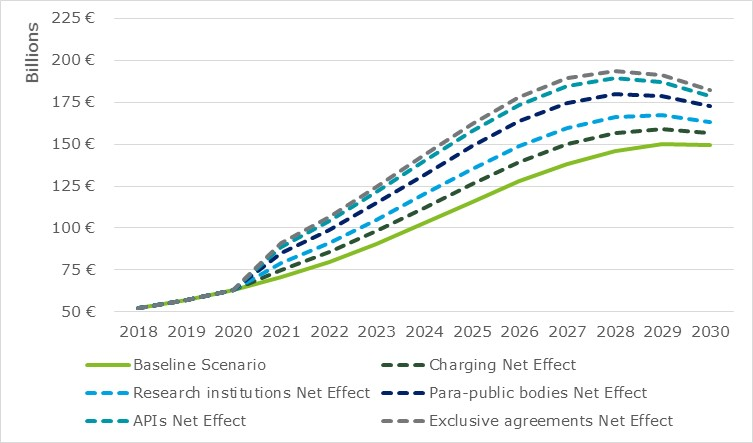 225 €
Billions
200 €
175 €
150 €
125 €
100 €
75 €
50 €
2018 2019 2020 2021 2022 2023 2024 2025 2026 2027 2028 2029 2030
Baseline Scenario Charging Net Effect
Research institutions Net Effect Para-public bodies Net Effect
APIs Net Effect Exclusive agreements Net Effect